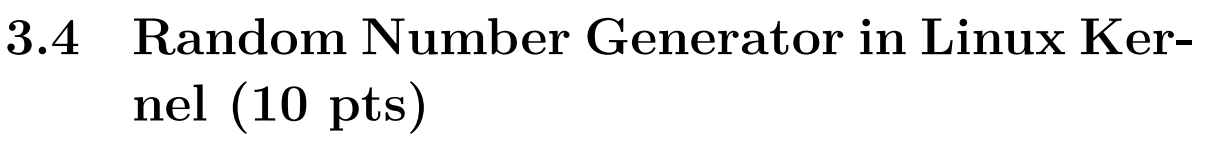 3.4 Random Number Generator in Linux Ker-
nel (10 pts)